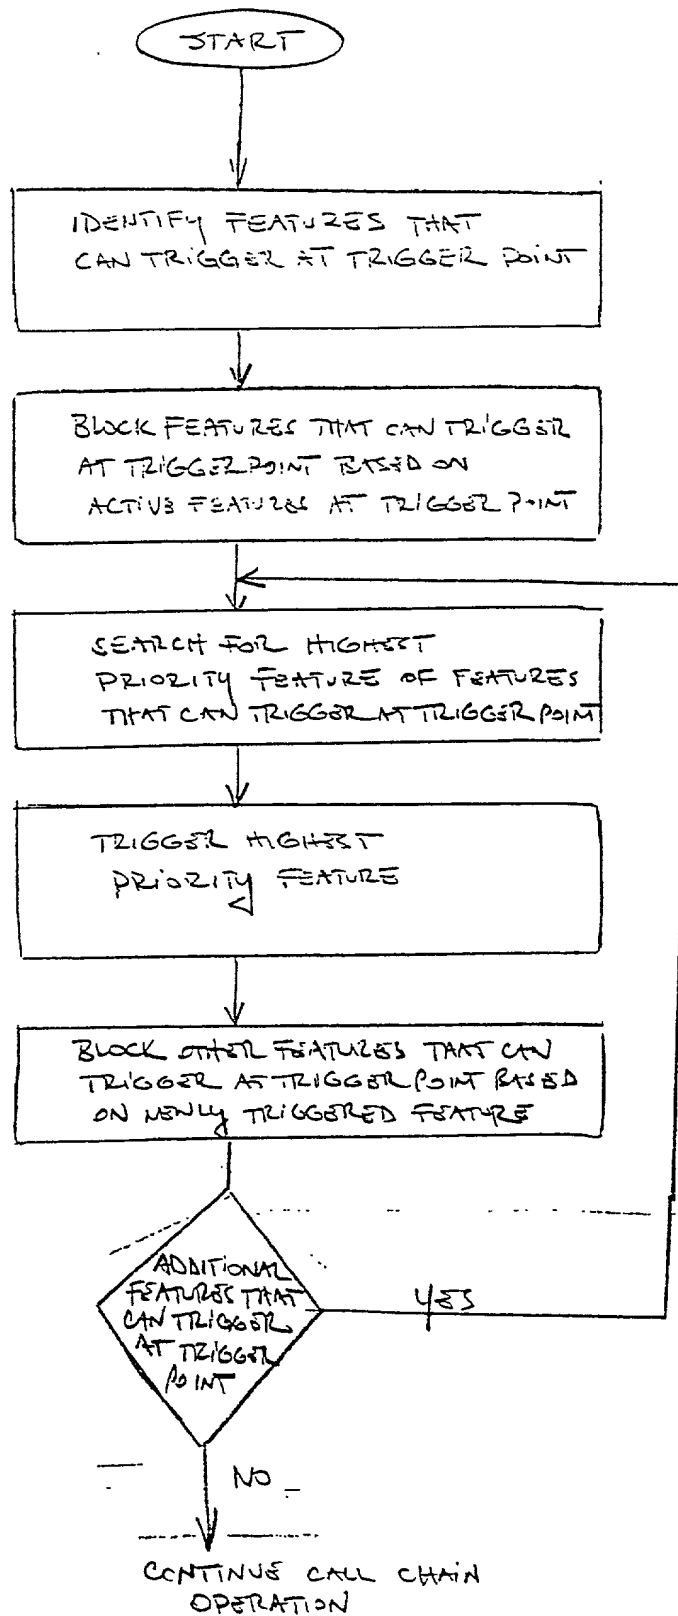 START
IDENTIFY FEATURES THAT
CAN TRIGGER AT TRIGGER POINT
BLOCK FEATURES THAT CAN TRIGGER
AT TRIGGER POINT BASED ON
ACTIVE FEATURES AT TRIGGER POINT
SEARCH FOR HIGHEST
PRIORITY FEATURE OF FEATURES
THAT CAN TRIGGER AT TRIGGER POINT
TRIGGER HIGHEST
PRIORITY FEATURE
BLOCK OTHER FEATURES THAT CAN
TRIGGER AT TRIGGER POINT BASED
ON NEWLY TRIGGERED FEATURE
ADDITIONAL
FEATURES THAT
CAN TRIGGER
AT TRIGGER
POINT
YES
NO
CONTINUE CALL CHAIN
OPERATION